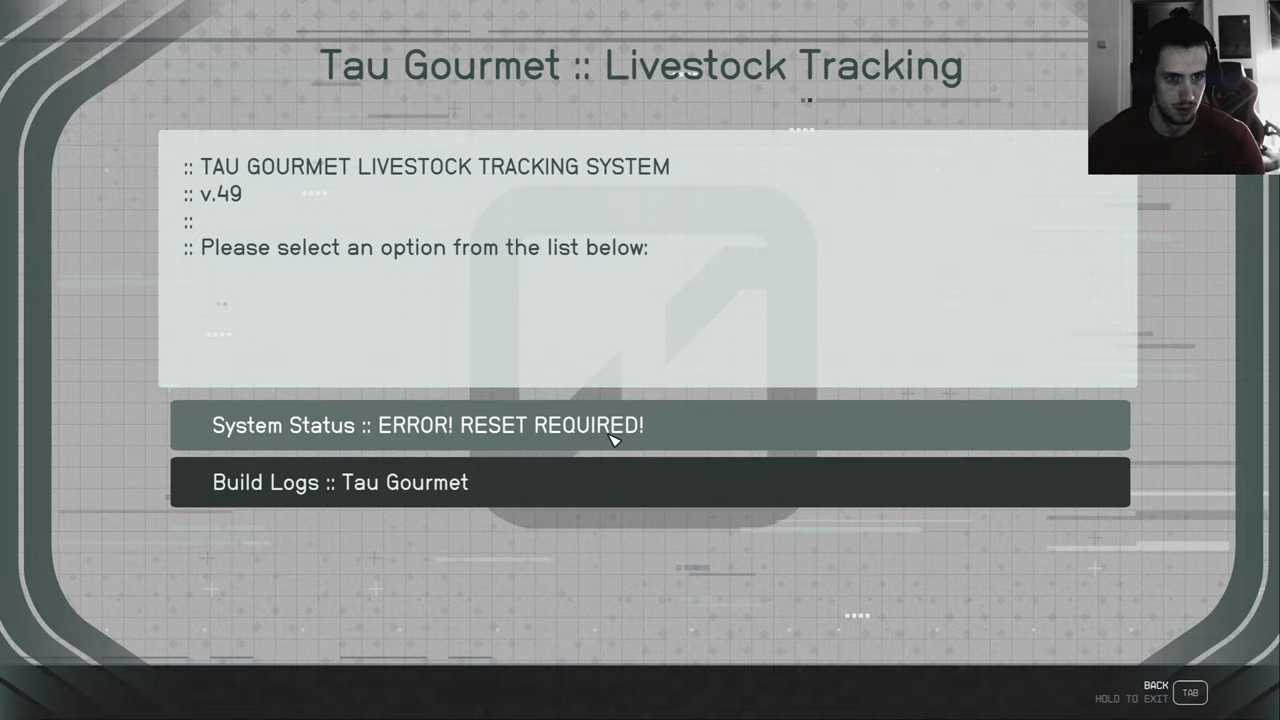 Tau Gourmet :: Livestock Tracking
:: TAU GOURMET LIVESTOCK TRACKING SYSTEM
:: v.49
::
:: Please select an option from the list below:
System Status :: ERROR! RESET REQUIRED!
Build Logs :: Tau Gourmet
BACK
HOLD TO EXIT
TAB